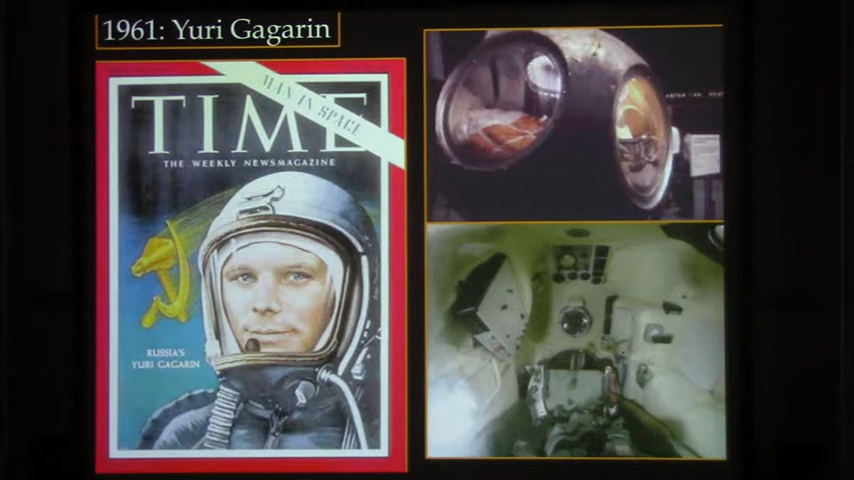 1961: Yuri Gagarin
MAN IN SPACE
TIME
THE WEEKLY NEWSMAGAZINE
RUSSIA'S
YURI GAGARIN